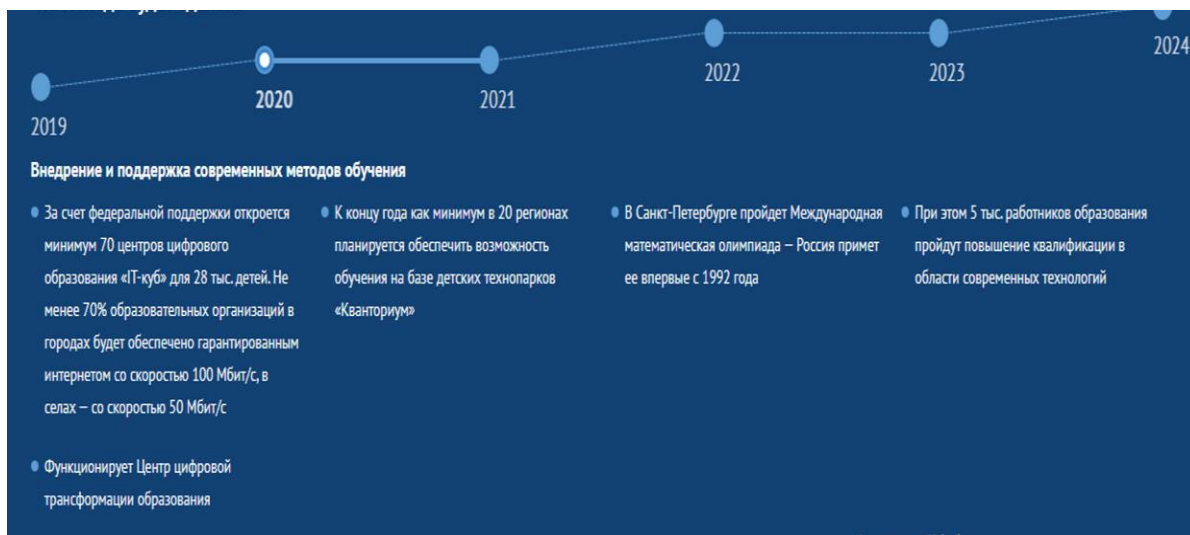 2019
2020
2021
2022
2023
2024
Внедрение и поддержка современных методов обучения
За счет федеральной поддержки откроется
минимум 70 центров цифрового
образования «IT-куб» для 28 тыс. детей. Не
менее 70% образовательных организаций в
городах будет обеспечено гарантированным
интернетом со скоростью 100 Мбит/с, в
селах – со скоростью 50 Мбит/с
Функционирует Центр цифровой
трансформации образования
К концу года как минимум в 20 регионах
планируется обеспечить возможность
обучения на базе детских технопарков
«Кванториум»
В Санкт-Петербурге пройдет Международная
математическая олимпиада – Россия примет
ее впервые с 1992 года
При этом 5 тыс. работников образования
пройдут повышение квалификации в
области современных технологий